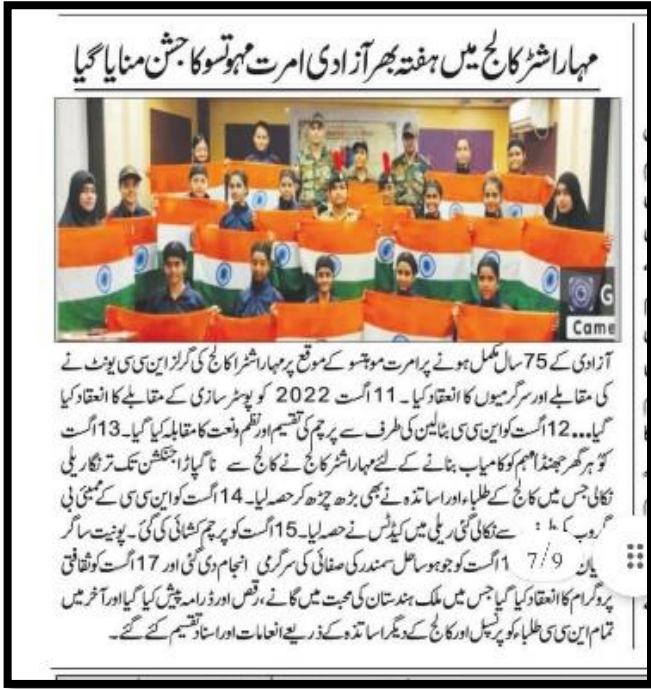 مہاراشٹر کالج میں ہفتہ بھر آزادی امرت مہوتسو کا جشن منایا گیا
G
Came
آزادی کے 75 سال مکمل ہونے پر امرت موہتسو کے موقع پر مہاراشٹرا کالج کی گرلز این سی سی یونٹ نے
کی مقابلے اور سرگرمیوں کا انعقاد کیا۔ 11 اگست 2022 کو پوسٹر سازی کے مقابلے کا انعقاد کیا
گیا... 12 اگست کو این سی سی بٹالین کی طرف سے پرچم کی تقسیم اور نظم ونعت کا مقابلہ کیا گیا۔ 13 اگست
کو ہر گھر جھنڈا مہم کو کامیاب بنانے کے لئے مہاراشٹر کالج نے کالج سے ناگپاڑا جنکشن تک ترنگا ریلی
نکالی جس میں کالج کے طلباء اور اساتذہ نے بھی بڑھ چڑھ کر حصہ لیا۔ 14 اگست کو این سی سی کے ممبئی بی
گروپ کی سے نکالی گئی ریلی میں کیڈٹس نے حصہ لیا۔ 15 اگست کو پرچم کشائی کی گئی۔ پونیت ساگر
7/9 اگست کو جوہو ساحل سمندر کی صفائی کی سرگرمی انجام دی گئی اور 17 اگست کو ثقافتی
پروگرام کا انعقاد کیا گیا جس میں ملک ہندستان کی محبت میں گانے، رقص اور ڈرامہ پیش کیا گیا اور آخر میں
تمام این سی سی طلباء کو پرنسپل اور کالج کے دیگر اساتذہ کے ذریعے انعامات اور اسناد تقسیم کئے گئے۔